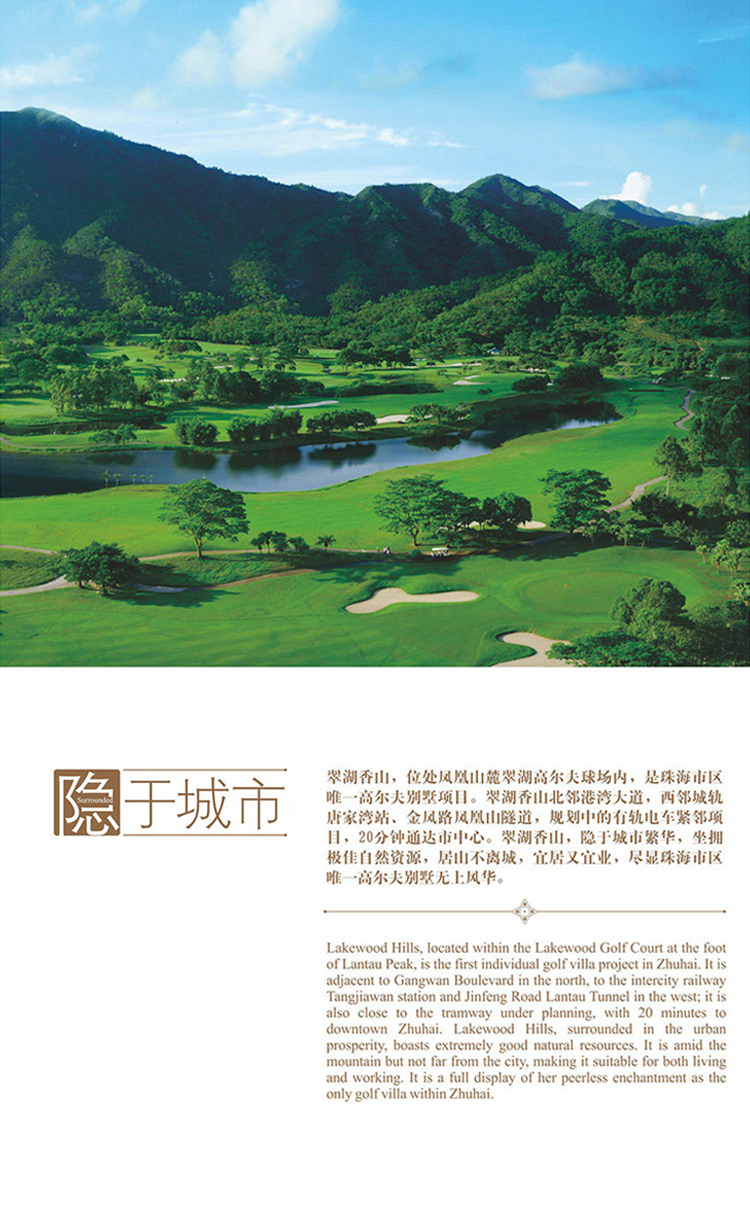 隐于城市
Surrounded
翠湖香山，位处凤凰山麓翠湖高尔夫球场内，是珠海市区
唯一高尔夫别墅项目。翠湖香山北邻港湾大道，西邻城轨
唐家湾站、金凤路凤凰山隧道，规划中的有轨电车紧邻项
目，20分钟通达市中心。翠湖香山，隐于城市繁华，坐拥
极佳自然资源，居山不离城，宜居又宜业，尽显珠海市区
唯一高尔夫别墅无上风华。
Lakewood Hills, located within the Lakewood Golf Court at the foot
of Lantau Peak, is the first individual golf villa project in Zhuhai. It is
adjacent to Gangwan Boulevard in the north, to the intercity railway
Tangjiawan station and Jinfeng Road Lantau Tunnel in the west; it is
also close to the tramway under planning, with 20 minutes to
downtown Zhuhai. Lakewood Hills, surrounded in the urban
prosperity, boasts extremely good natural resources. It is amid the
mountain but not far from the city, making it suitable for both living
and working. It is a full display of her peerless enchantment as the
only golf villa within Zhuhai.